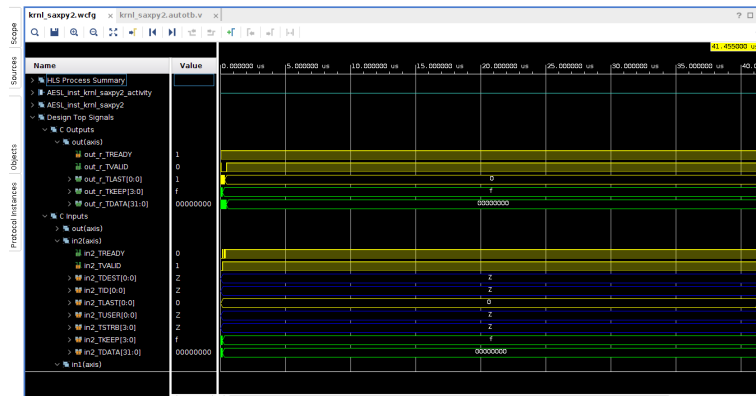 krnl_saxpy2.wcfg × krnl_saxpy2.autotb.v × ? □
Scope
Sources
Objects
Protocol Instances
41.455000 us
Name Value
0.000000 us 5.000000 us 10.000000 us 15.000000 us 20.000000 us 25.000000 us 30.000000 us 35.000000 us 40.0
HLS Process Summary
AESL_inst_krnl_saxpy2_activity
AESL_inst_krnl_saxpy2
Design Top Signals
C Outputs
out(axis)
out_r_TREADY 1
out_r_TVALID 0
out_r_TLAST[0:0] 1 0
out_r_TKEEP[3:0] f f
out_r_TDATA[31:0] 00000000 00000000
C Inputs
out(axis)
in2(axis)
in2_TREADY 0
in2_TVALID 1
in2_TDEST[0:0] Z Z
in2_TID[0:0] Z Z
in2_TLAST[0:0] 0 0
in2_TUSER[0:0] Z Z
in2_TSTRB[3:0] Z Z
in2_TKEEP[3:0] f f
in2_TDATA[31:0] 00000000 00000000
in1(axis)